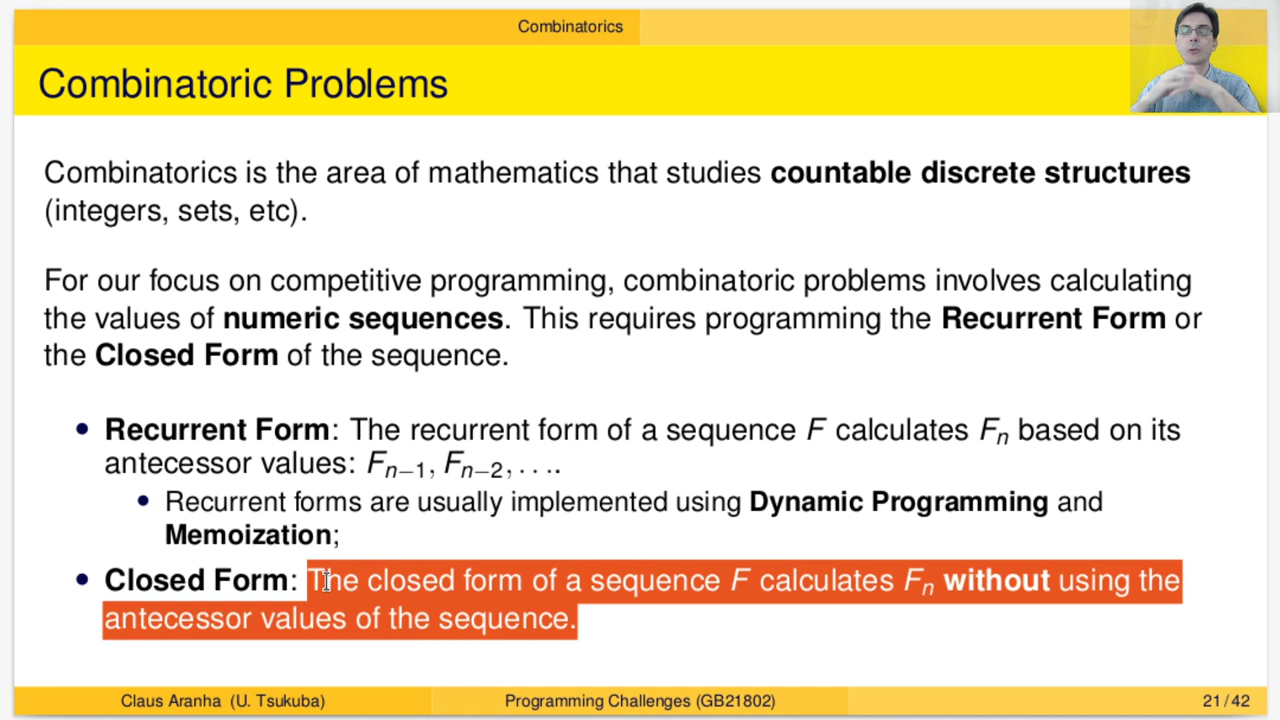 Combinatorics
Combinatoric Problems
Combinatorics is the area of mathematics that studies countable discrete structures
(integers, sets, etc).
For our focus on competitive programming, combinatoric problems involves calculating
the values of numeric sequences. This requires programming the Recurrent Form or
the Closed Form of the sequence.
• Recurrent Form: The recurrent form of a sequence F calculates Fₙ based on its
antecessor values: Fₙ₋₁, Fₙ₋₂, . . ..
• Recurrent forms are usually implemented using Dynamic Programming and
Memoization;
• Closed Form: The closed form of a sequence F calculates Fₙ without using the
antecessor values of the sequence.
Claus Aranha (U. Tsukuba) Programming Challenges (GB21802) 21 / 42